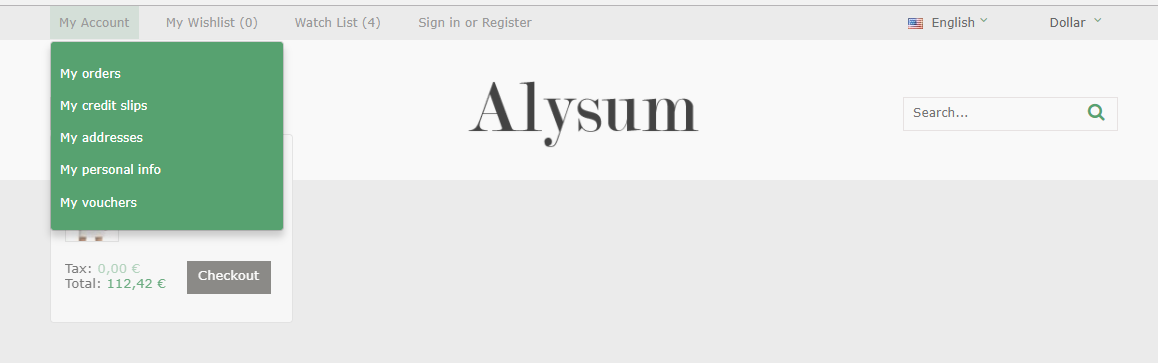 My Account My Wishlist (0) Watch List (4) Sign in or Register English Dollar
My orders
My credit slips
My addresses
My personal info
My vouchers
Alysum
Search...
Tax: 0,00 €
Total: 112,42 €
Checkout